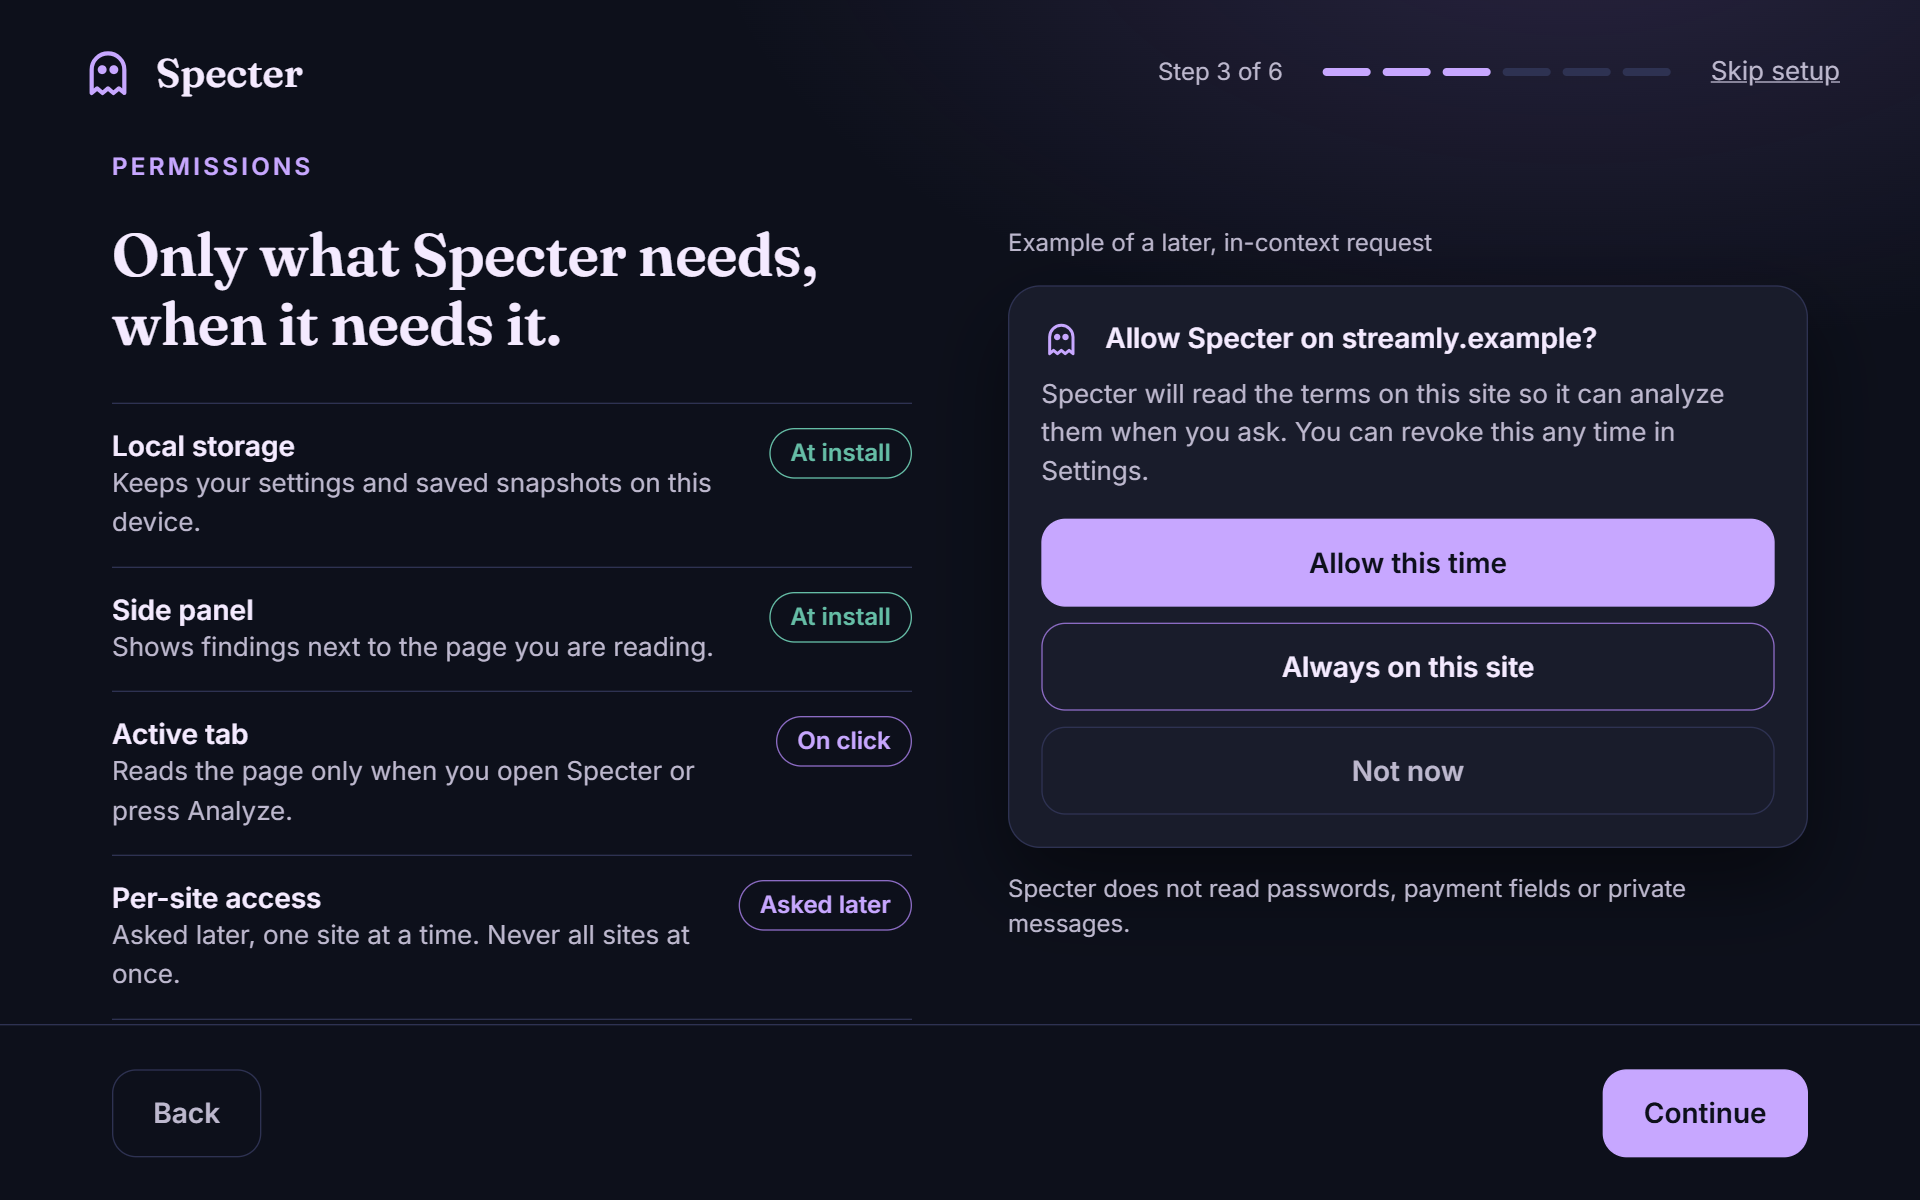 Specter
Step 3 of 6
Skip setup
PERMISSIONS
Only what Specter needs,
when it needs it.
Local storage
At install
Keeps your settings and saved snapshots on this
device.
Side panel
At install
Shows findings next to the page you are reading.
Active tab
On click
Reads the page only when you open Specter or
press Analyze.
Per-site access
Asked later
Asked later, one site at a time. Never all sites at
once.
Example of a later, in-context request
Allow Specter on streamly.example?
Specter will read the terms on this site so it can analyze
them when you ask. You can revoke this any time in
Settings.
Allow this time
Always on this site
Not now
Specter does not read passwords, payment fields or private
messages.
Back
Continue